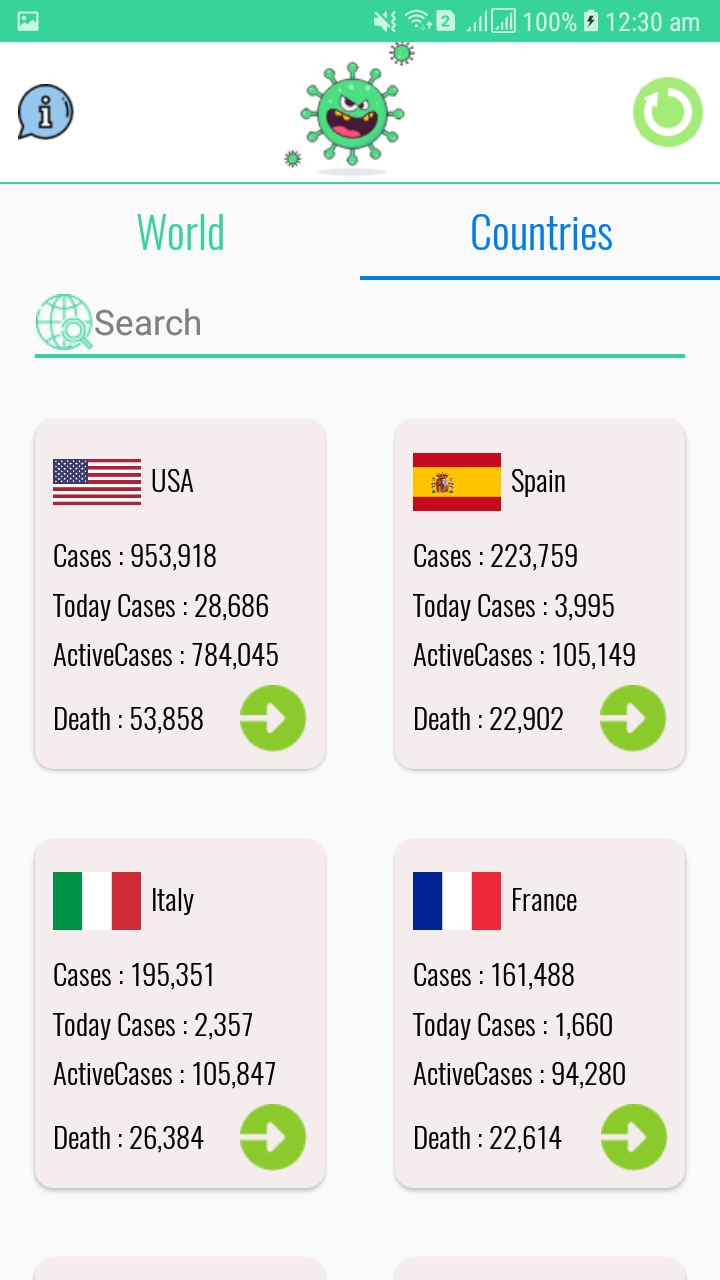 2 100% 12:30 am
i
World Countries
Search
USA
Cases : 953,918
Today Cases : 28,686
ActiveCases : 784,045
Death : 53,858
Spain
Cases : 223,759
Today Cases : 3,995
ActiveCases : 105,149
Death : 22,902
Italy
Cases : 195,351
Today Cases : 2,357
ActiveCases : 105,847
Death : 26,384
France
Cases : 161,488
Today Cases : 1,660
ActiveCases : 94,280
Death : 22,614